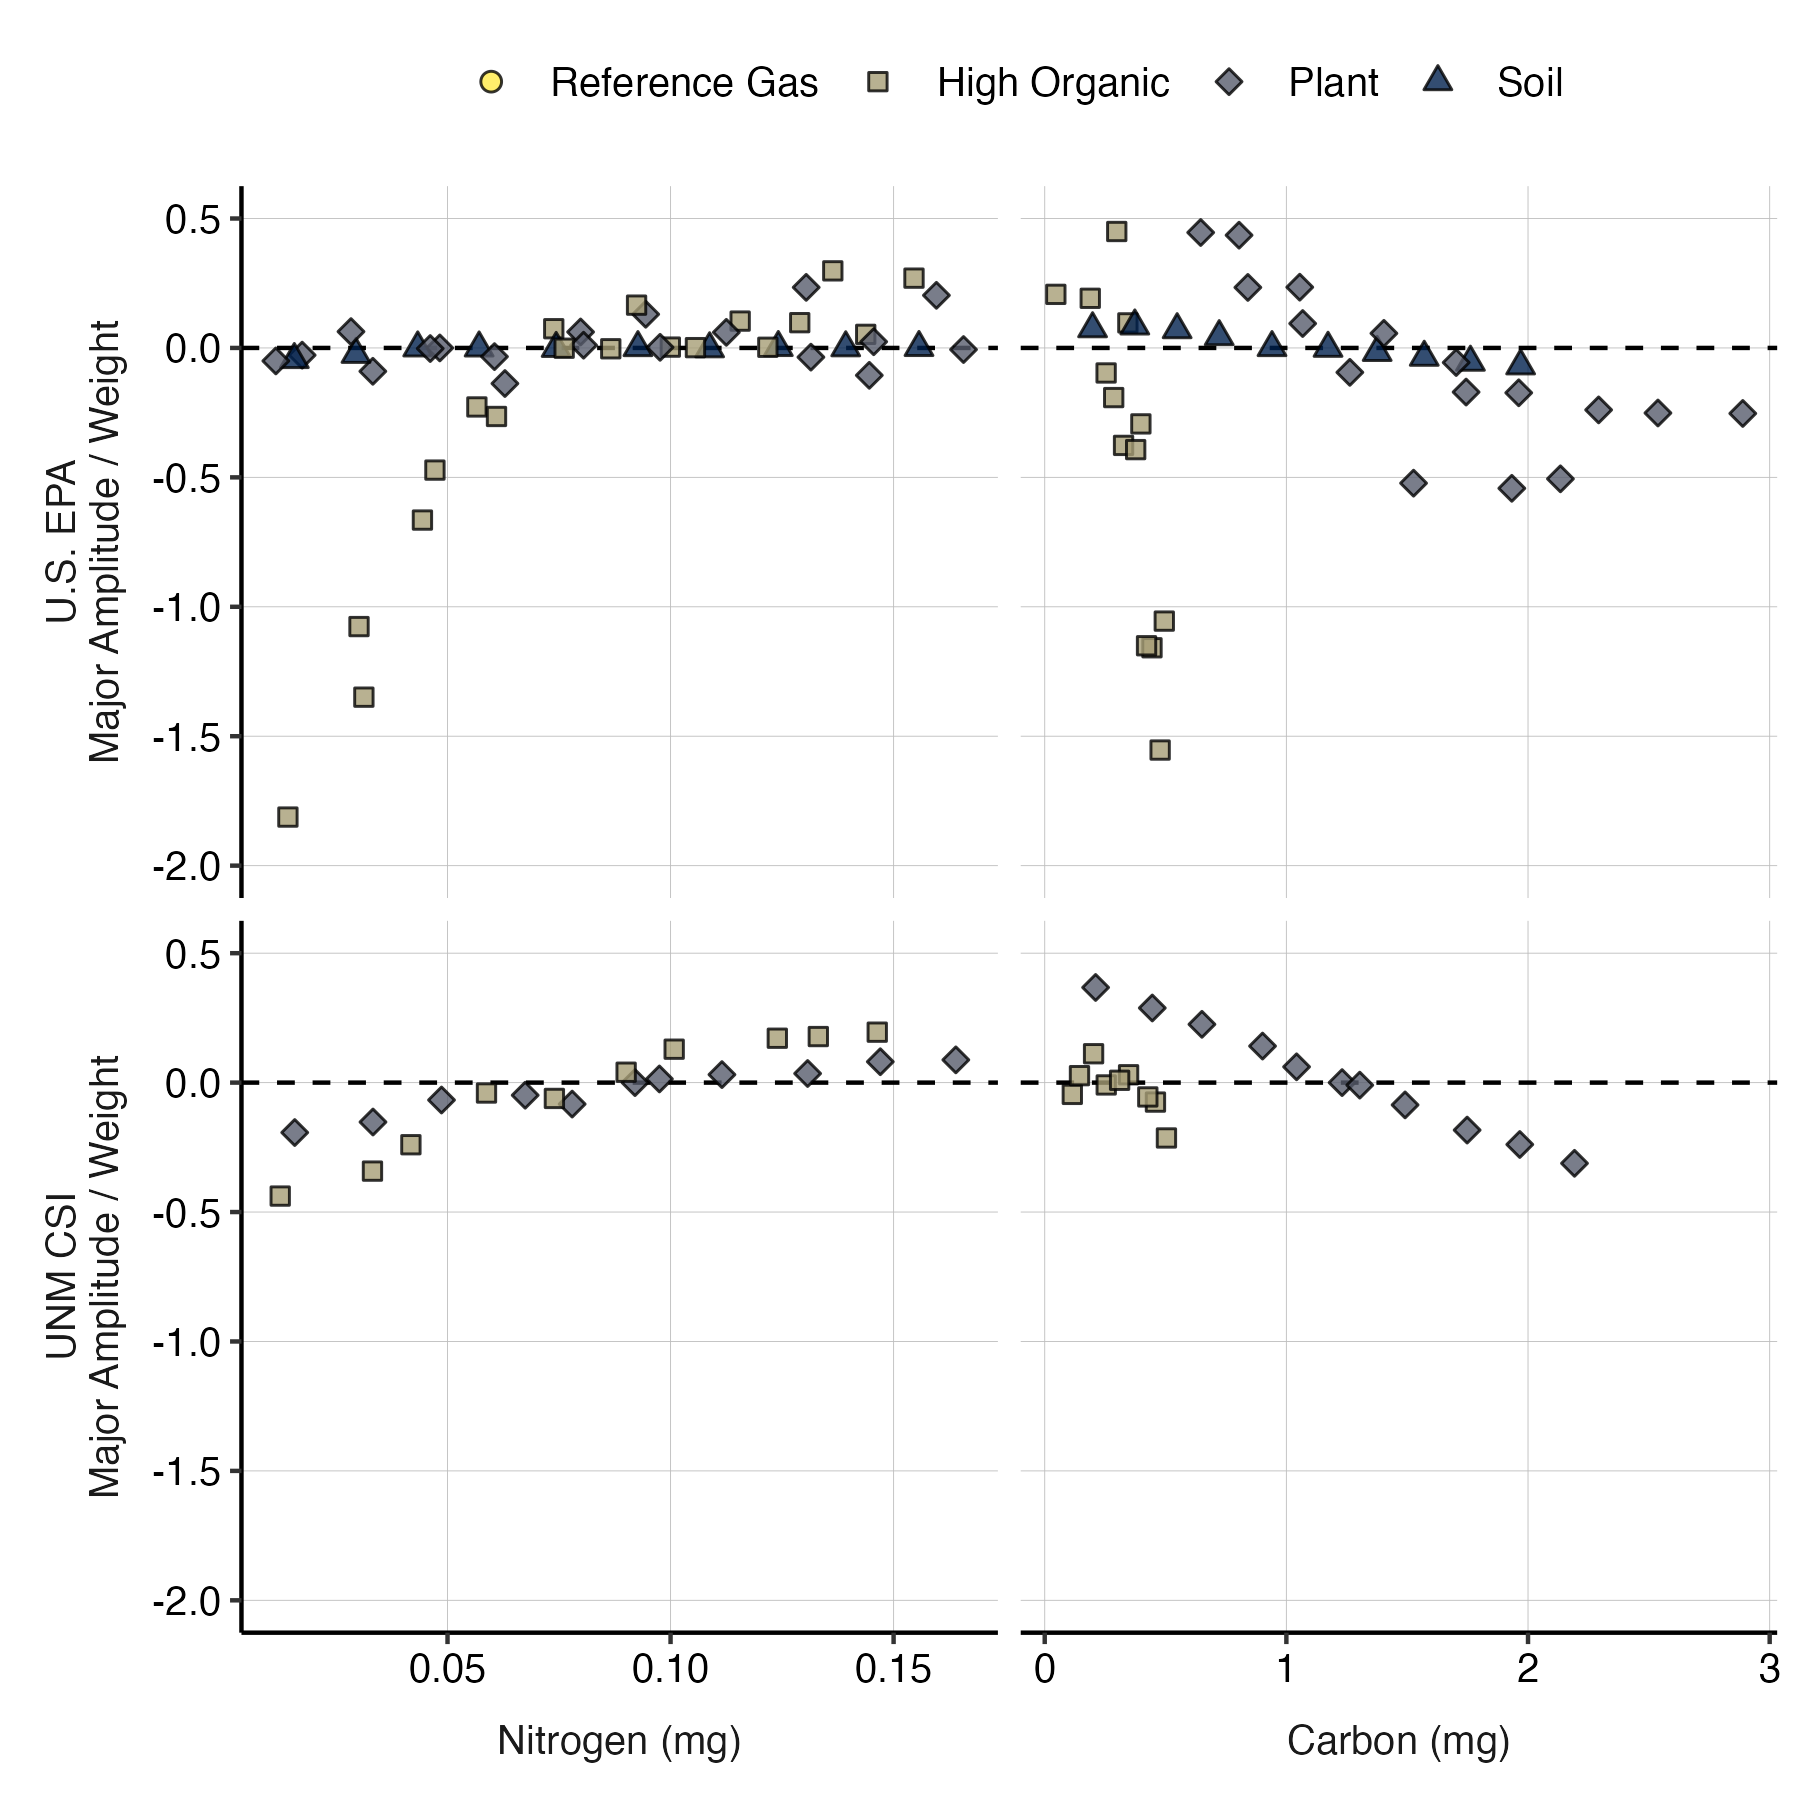 Reference Gas High Organic Plant Soil
U.S. EPA
Major Amplitude / Weight
0.5
0.0
-0.5
-1.0
-1.5
-2.0
UNM CSI
Major Amplitude / Weight
0.5
0.0
-0.5
-1.0
-1.5
-2.0
0.05 0.10 0.15 0 1 2 3
Nitrogen (mg) Carbon (mg)